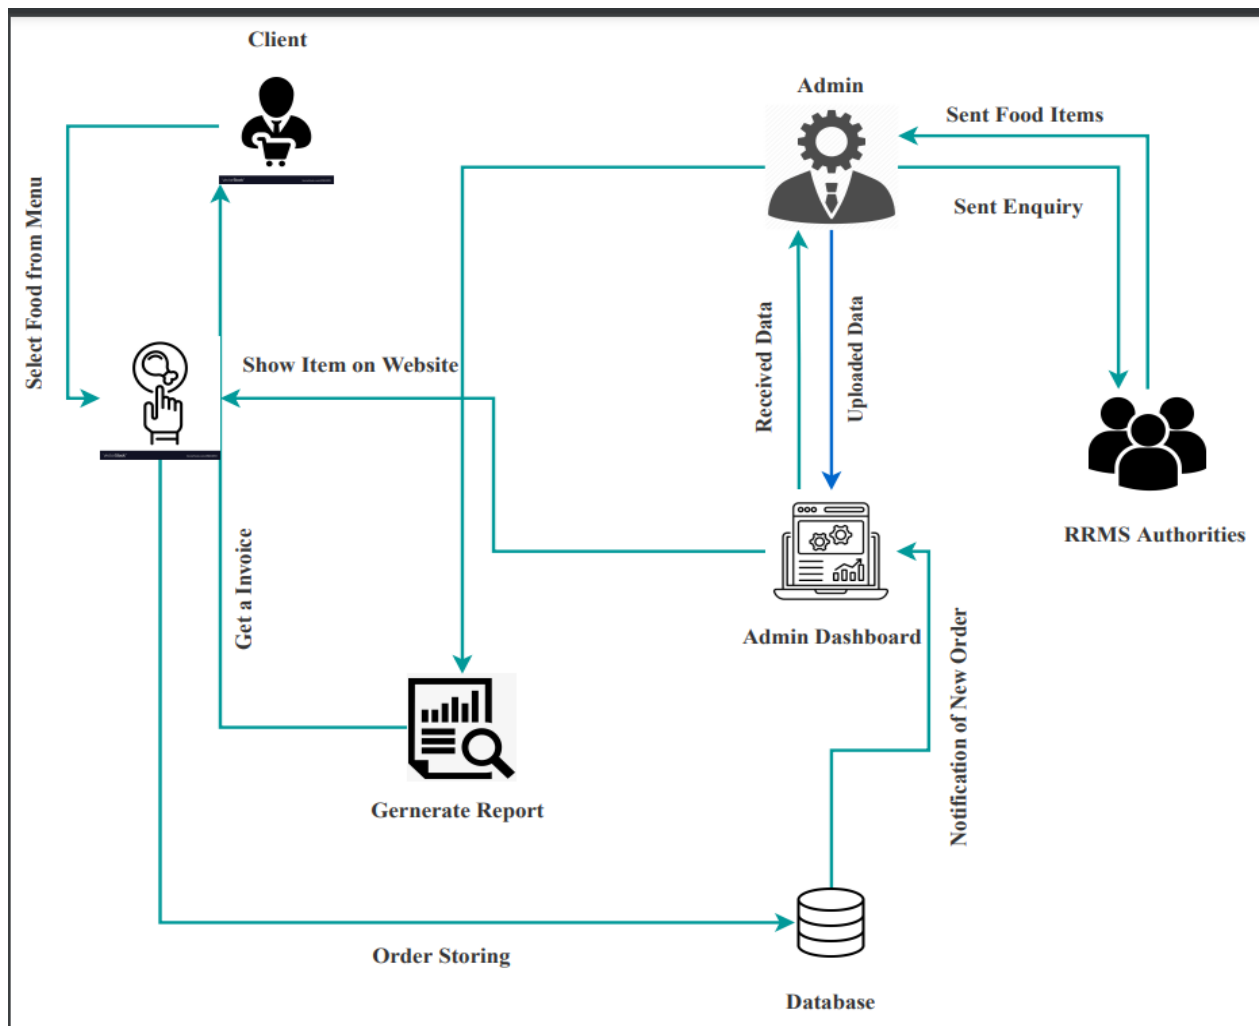 Client
Admin
Sent Food Items
Sent Enquiry
Select Food from Menu
Show Item on Website
Received Data
Uploaded Data
RRMS Authorities
Get a Invoice
Admin Dashboard
Notification of New Order
Gernerate Report
Order Storing
Database